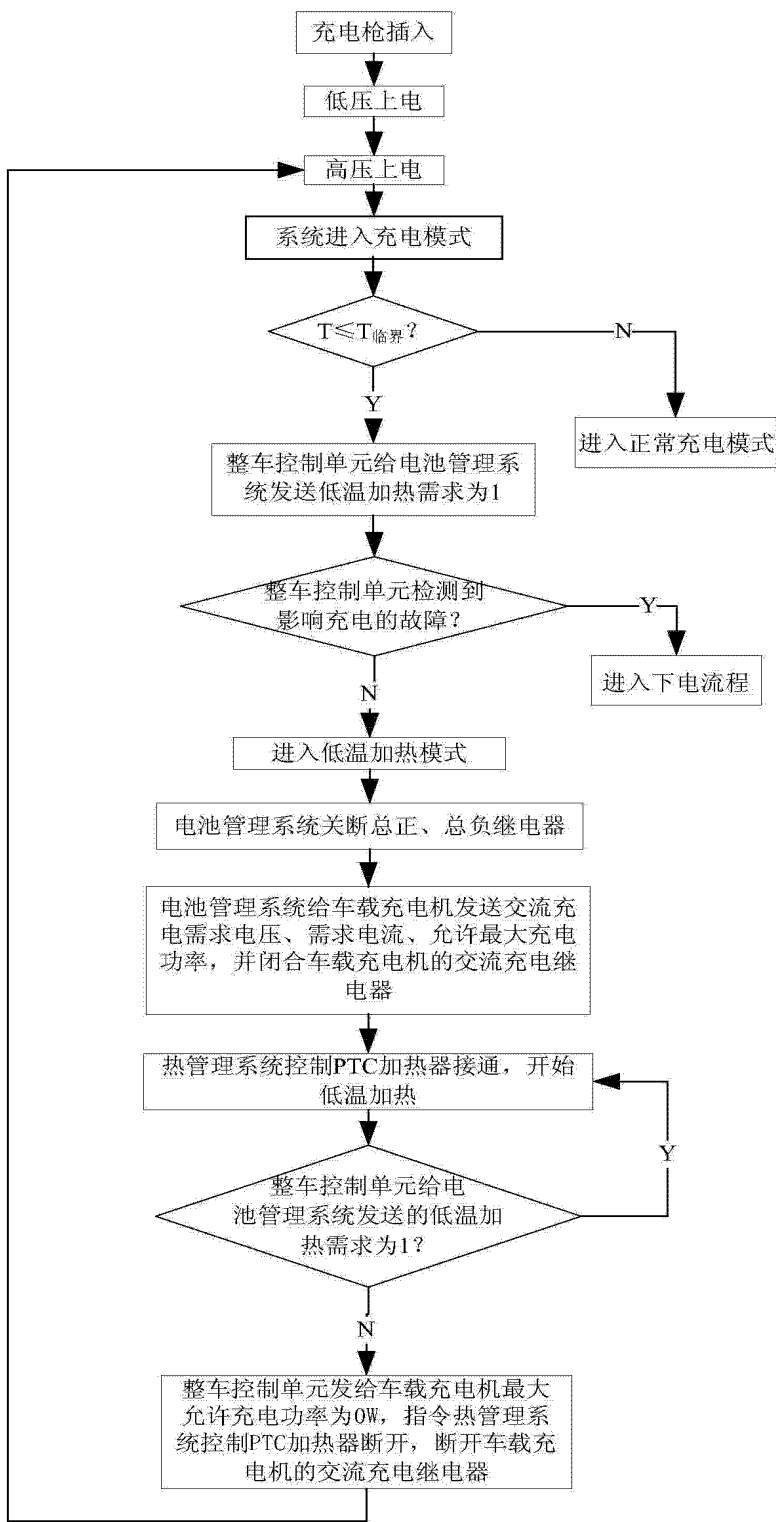 充电枪插入
低压上电
高压上电
系统进入充电模式
T≤T临界？
N
Y
进入正常充电模式
整车控制单元给电池管理系
统发送低温加热需求为1
整车控制单元检测到
影响充电的故障？
Y
进入下电流程
N
进入低温加热模式
电池管理系统关断总正、总负继电器
电池管理系统给车载充电机发送交流充
电需求电压、需求电流、允许最大充电
功率，并闭合车载充电机的交流充电继
电器
热管理系统控制PTC加热器接通，开始
低温加热
Y
整车控制单元给电
池管理系统发送的低温加
热需求为1？
N
整车控制单元发给车载充电机最大
允许充电功率为0W，指令热管理系
统控制PTC加热器断开，断开车载充
电机的交流充电继电器